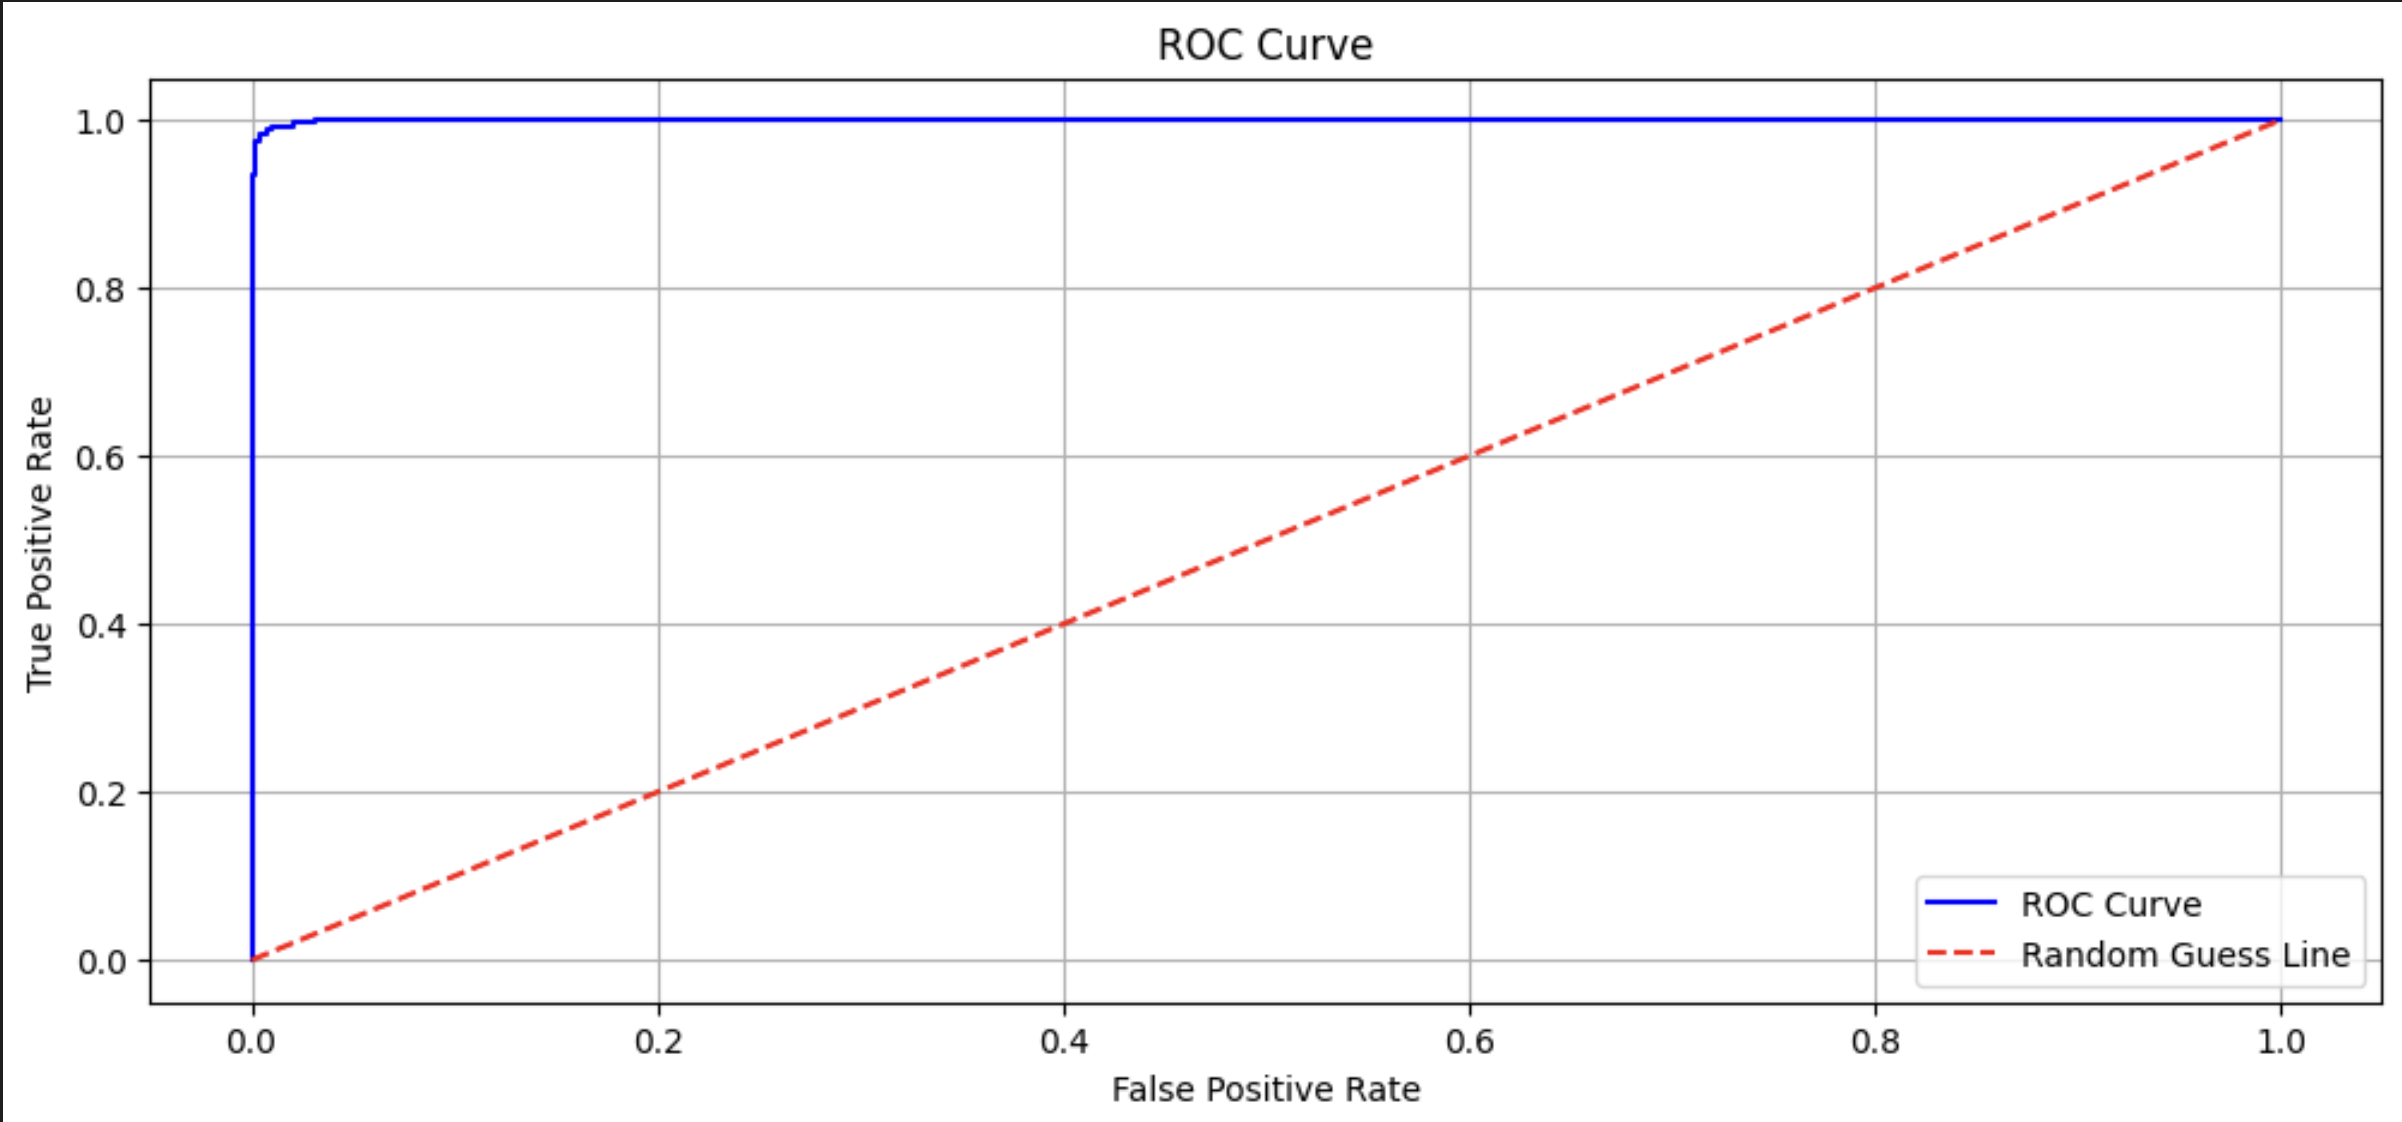 ROC Curve
True Positive Rate
1.0
0.8
0.6
0.4
0.2
0.0
ROC Curve
Random Guess Line
0.0 0.2 0.4 0.6 0.8 1.0
False Positive Rate